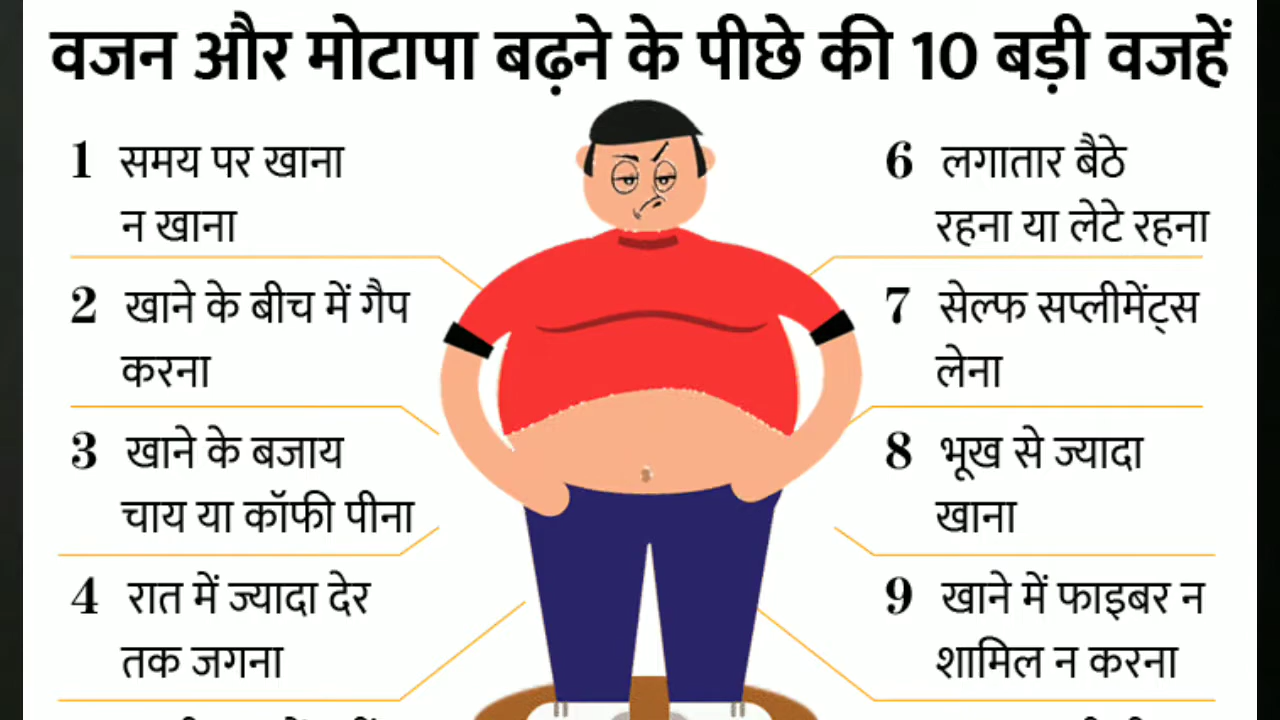 वजन और मोटापा बढ़ने के पीछे की 10 बड़ी वजहें
1 समय पर खाना
न खाना
2 खाने के बीच में गैप
करना
3 खाने के बजाय
चाय या कॉफी पीना
4 रात में ज्यादा देर
तक जगना
6 लगातार बैठे
रहना या लेटे रहना
7 सेल्फ सप्लीमेंट्स
लेना
8 भूख से ज्यादा
खाना
9 खाने में फाइबर न
शामिल न करना